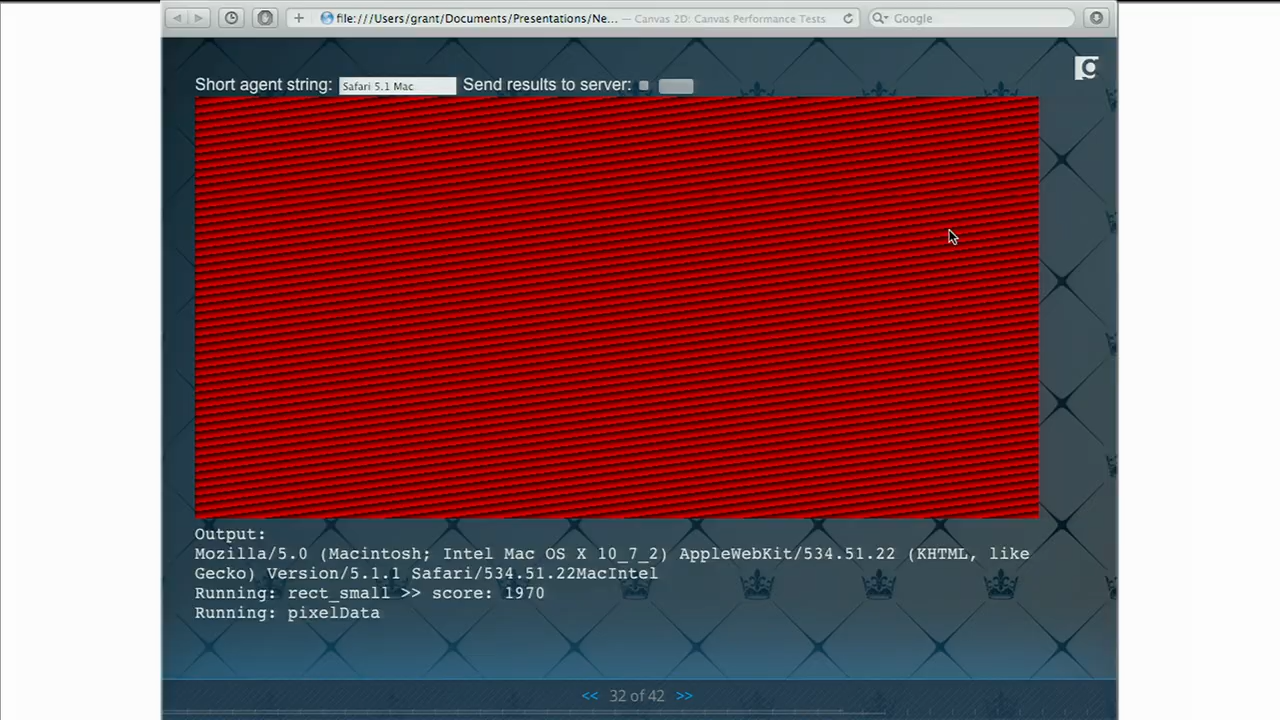 file:///Users/grant/Documents/Presentations/Ne... — Canvas 2D: Canvas Performance Tests
Google
Short agent string: Safari 5.1 Mac Send results to server:
g
Output:
Mozilla/5.0 (Macintosh; Intel Mac OS X 10_7_2) AppleWebKit/534.51.22 (KHTML, like
Gecko) Version/5.1.1 Safari/534.51.22MacIntel
Running: rect_small >> score: 1970
Running: pixelData
<< 32 of 42 >>